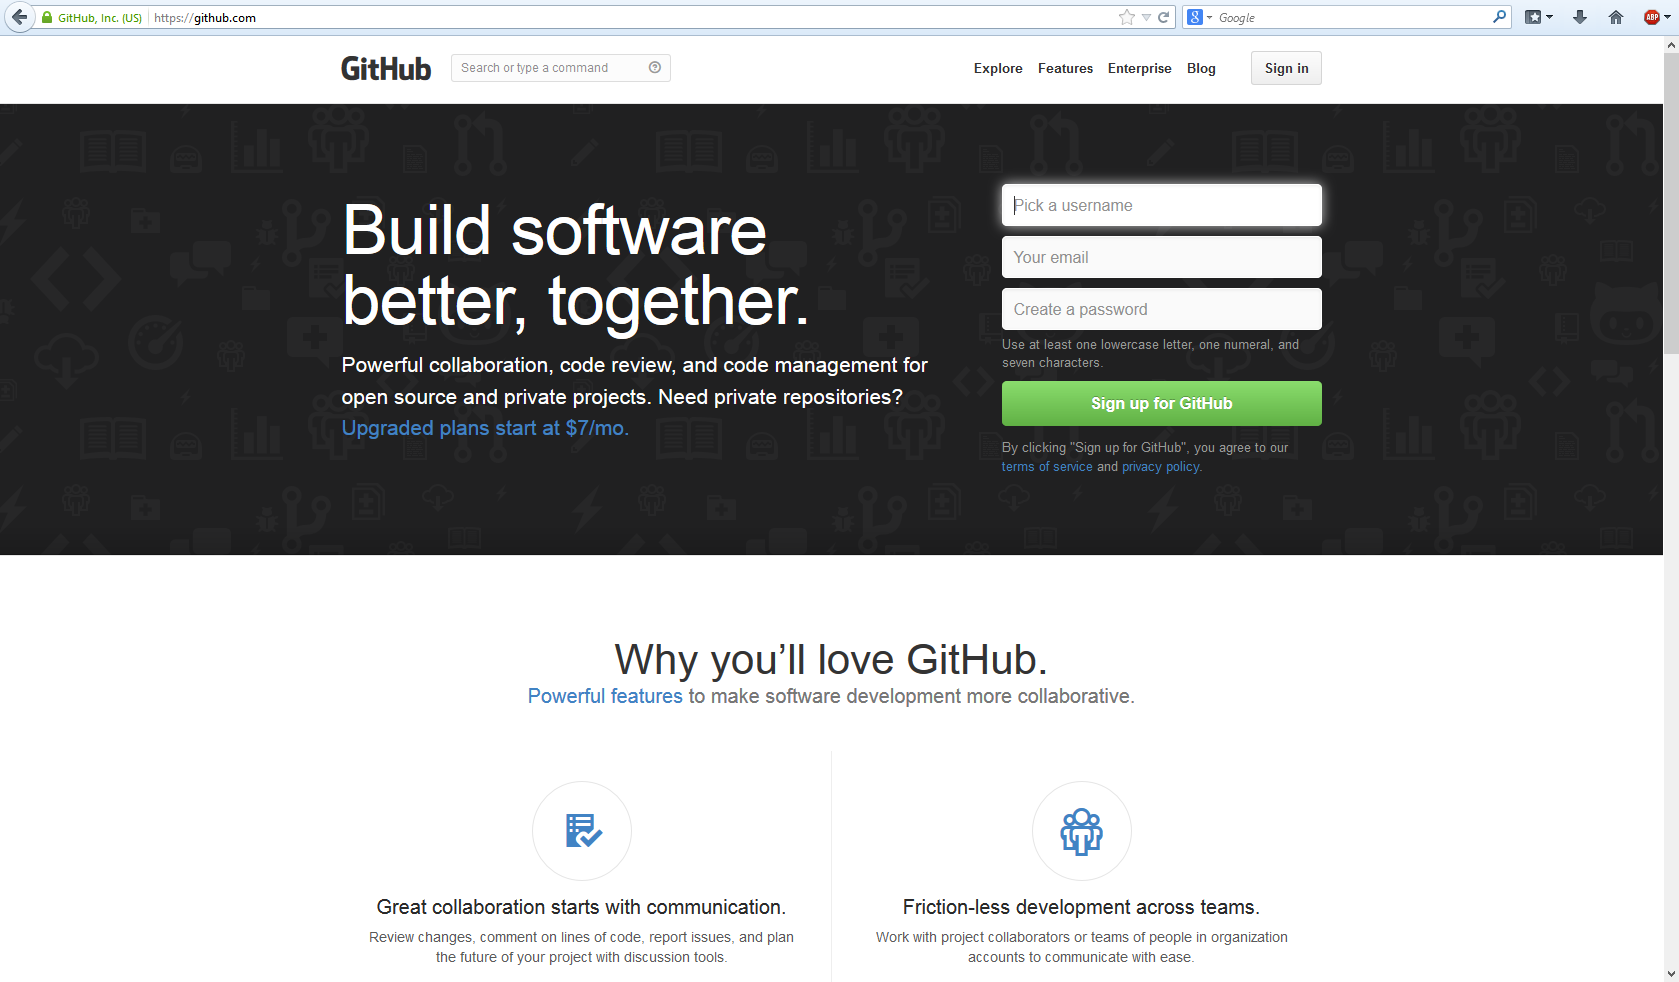 GitHub, Inc. (US) https://github.com
8 Google
ABP
GitHub
Search or type a command
Explore Features Enterprise Blog Sign in
Build software
better, together.
Powerful collaboration, code review, and code management for
open source and private projects. Need private repositories?
Upgraded plans start at $7/mo.
Pick a username
Your email
Create a password
Use at least one lowercase letter, one numeral, and
seven characters.
Sign up for GitHub
By clicking "Sign up for GitHub", you agree to our
terms of service and privacy policy.
Why you’ll love GitHub.
Powerful features to make software development more collaborative.
Great collaboration starts with communication.
Review changes, comment on lines of code, report issues, and plan
the future of your project with discussion tools.
Friction-less development across teams.
Work with project collaborators or teams of people in organization
accounts to communicate with ease.